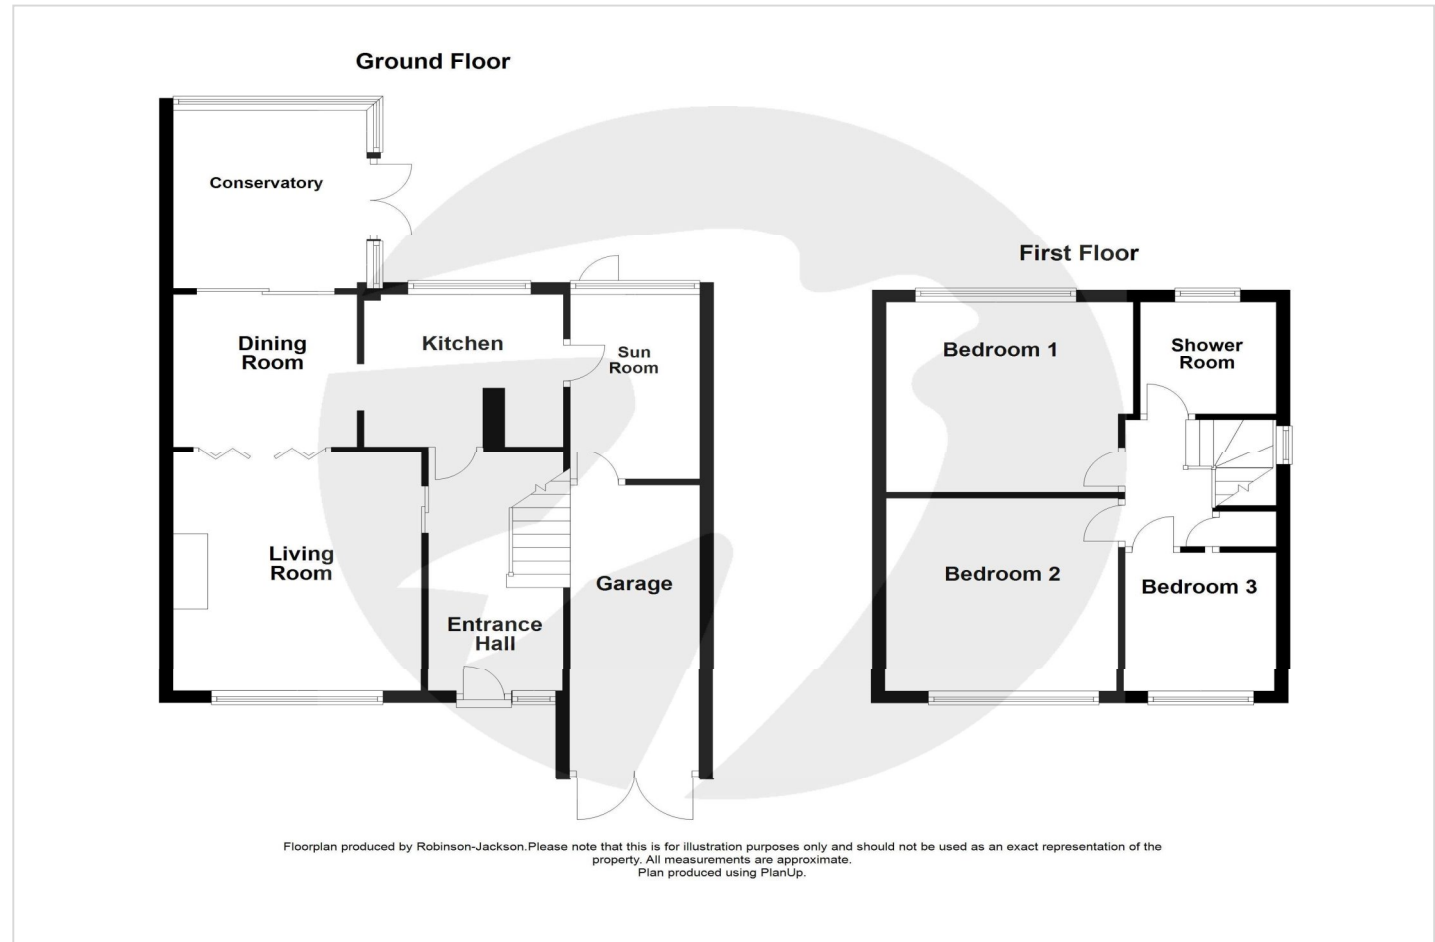 Ground Floor
Conservatory
First Floor
Dining
Room
Kitchen
Sun
Room
Bedroom 1
Shower
Room
Living
Room
Garage
Entrance
Hall
Bedroom 2
Bedroom 3
Floorplan produced by Robinson-Jackson.Please note that this is for illustration purposes only and should not be used as an exact representation of the
property. All measurements are approximate.
Plan produced using PlanUp.